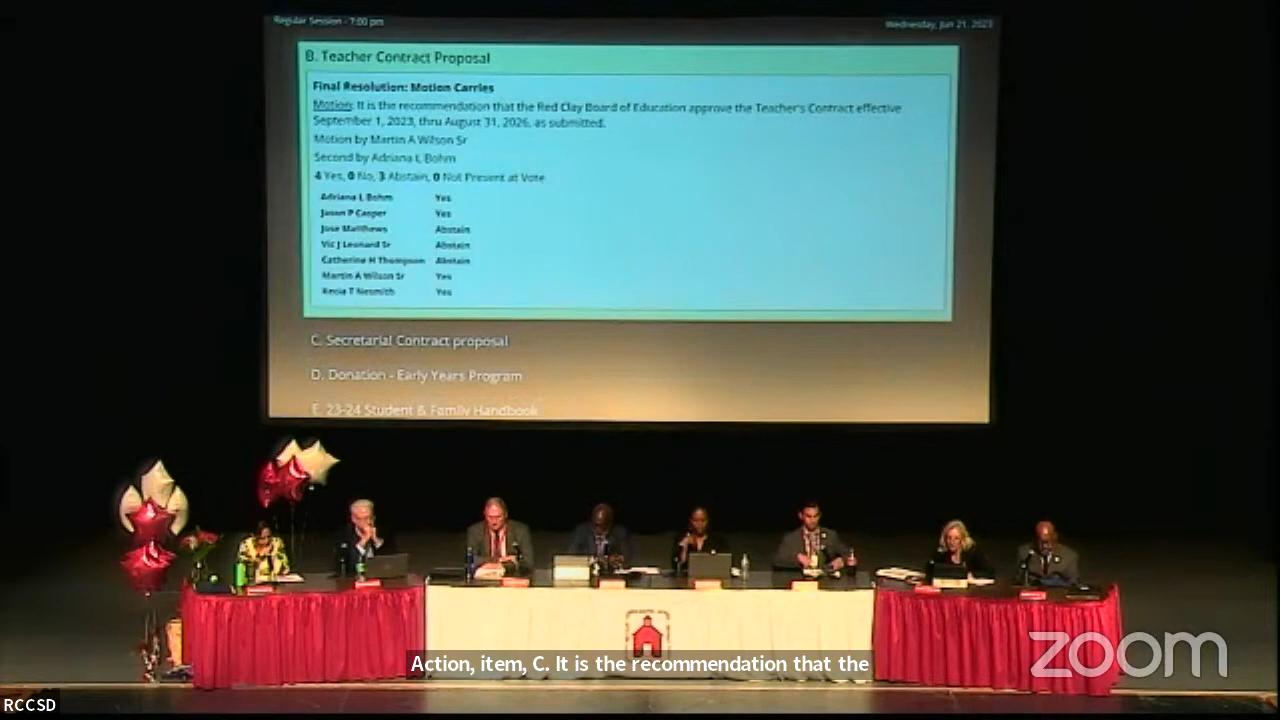 Regular Session - 7:00 pm
Wednesday, Jun 21, 2023
B. Teacher Contract Proposal
Final Resolution: Motion Carries
Motion: It is the recommendation that the Red Clay Board of Education approve the Teacher's Contract effective
September 1, 2023, thru August 31, 2026, as submitted.
Motion by Martin A Wilson Sr
Second by Adriana L Bohm
4 Yes, 0 No, 3 Abstain, 0 Not Present at Vote
Adriana L Bohm Yes
Jason P Casper Yes
Jose Matthews Abstain
Vic J Leonard Sr Abstain
Catherine H Thompson Abstain
Martin A Wilson Sr Yes
Kecia T Nesmith Yes
C. Secretarial Contract proposal
D. Donation - Early Years Program
E. 23-24 Student & Family Handbook
Action, item, C. It is the recommendation that the
zoom
RCCSD